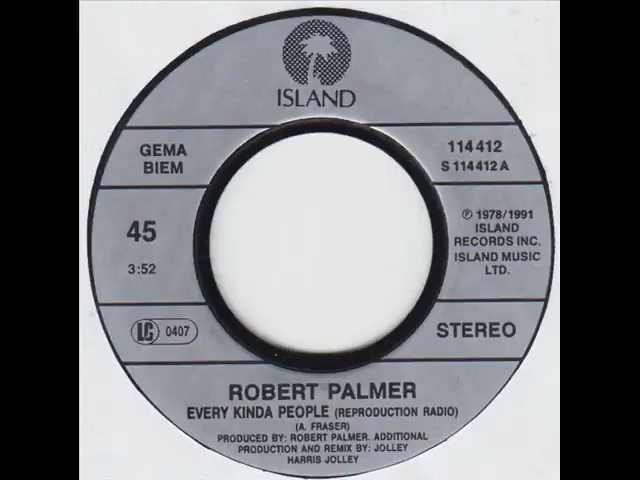 ISLAND
GEMA
BIEM
114 412
S 114 412 A
45
3:52
℗ 1978/1991
ISLAND
RECORDS INC.
ISLAND MUSIC
LTD.
LC 0407
STEREO
ROBERT PALMER
EVERY KINDA PEOPLE (REPRODUCTION RADIO)
(A. FRASER)
PRODUCED BY: ROBERT PALMER. ADDITIONAL
PRODUCTION AND REMIX BY: JOLLEY
HARRIS JOLLEY